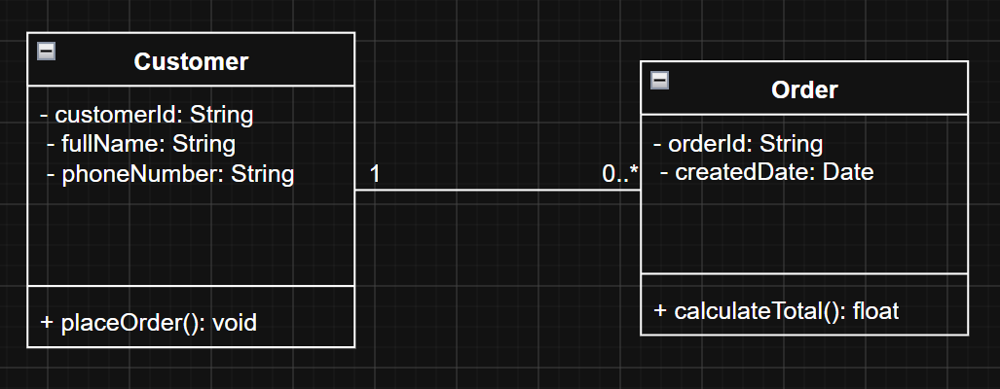 Customer
- customerId: String
- fullName: String
- phoneNumber: String
+ placeOrder(): void
1
0..*
Order
- orderId: String
- createdDate: Date
+ calculateTotal(): float